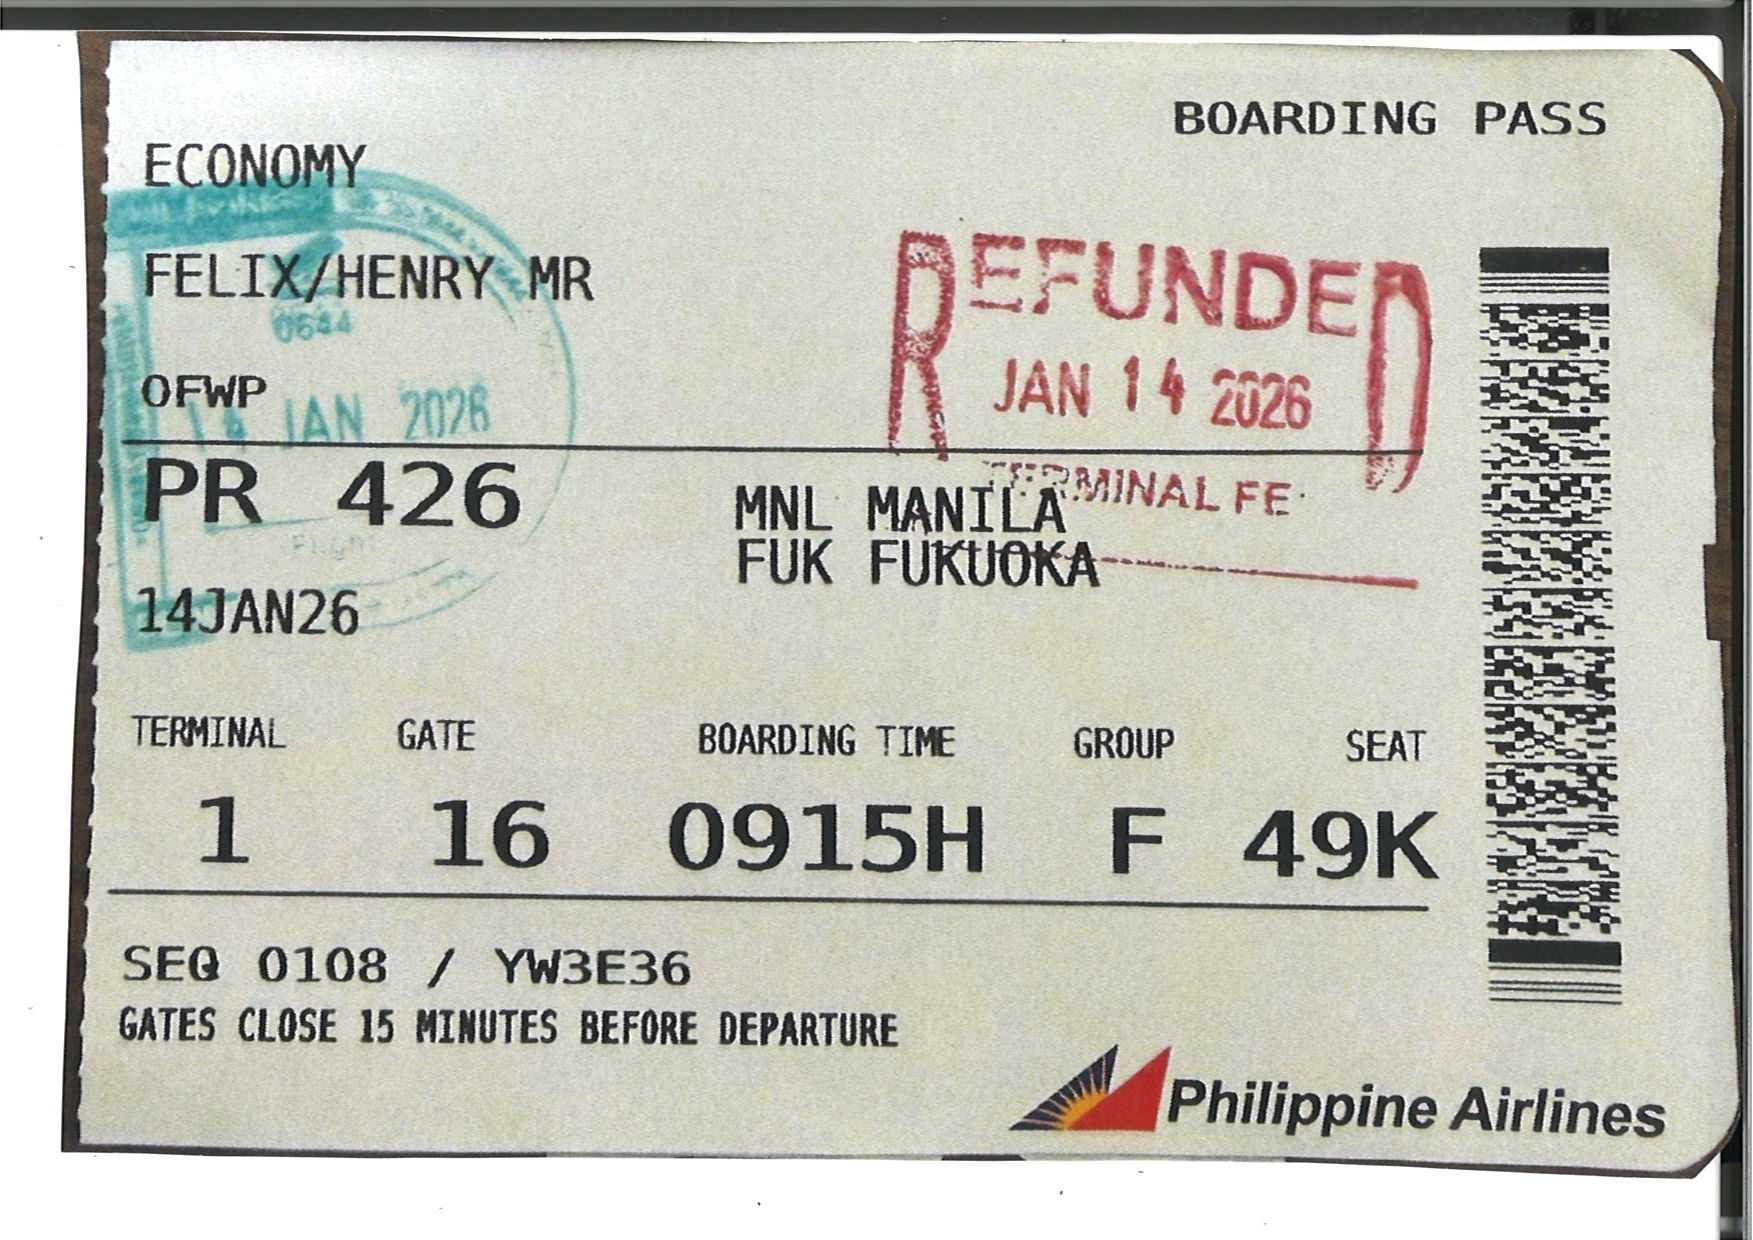 BOARDING PASS
ECONOMY
FELIX/HENRY MR
REFUNDED
0644
OFWP
14 JAN 2026
JAN 14 2026
PR 426
TERMINAL FE
MNL MANILA
FUK FUKUOKA
Flight
14JAN26
TERMINAL GATE BOARDING TIME GROUP SEAT
1 16 0915H F 49K
SEQ 0108 / YW3E36
GATES CLOSE 15 MINUTES BEFORE DEPARTURE
Philippine Airlines